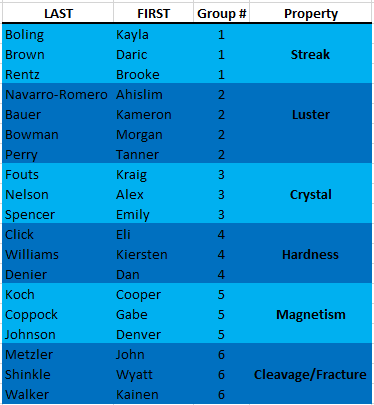 LAST FIRST Group # Property
Boling Kayla 1
Brown Daric 1 Streak
Rentz Brooke 1
Navarro-Romero Ahislim 2
Bauer Kameron 2 Luster
Bowman Morgan 2
Perry Tanner 2
Fouts Kraig 3
Nelson Alex 3 Crystal
Spencer Emily 3
Click Eli 4
Williams Kiersten 4 Hardness
Denier Dan 4
Koch Cooper 5
Coppock Gabe 5 Magnetism
Johnson Denver 5
Metzler John 6
Shinkle Wyatt 6 Cleavage/Fracture
Walker Kainen 6